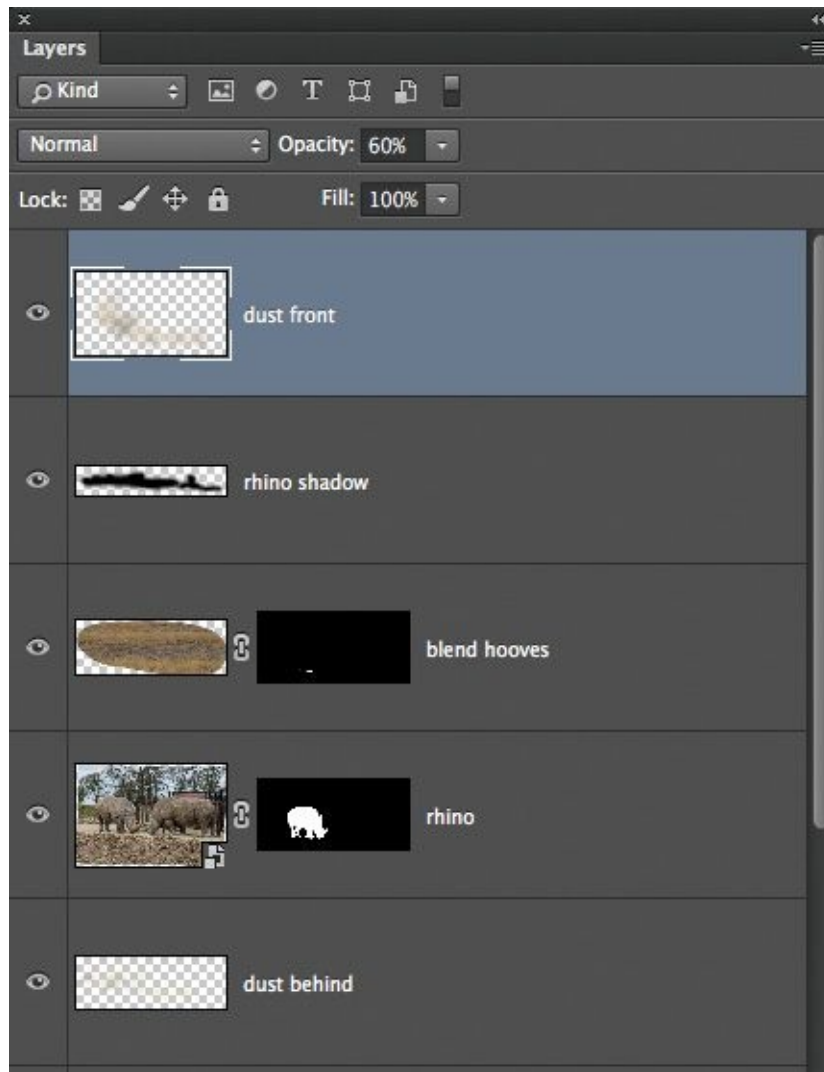 Layers
Kind
Normal Opacity: 60%
Lock: Fill: 100%
dust front
rhino shadow
blend hooves
rhino
dust behind